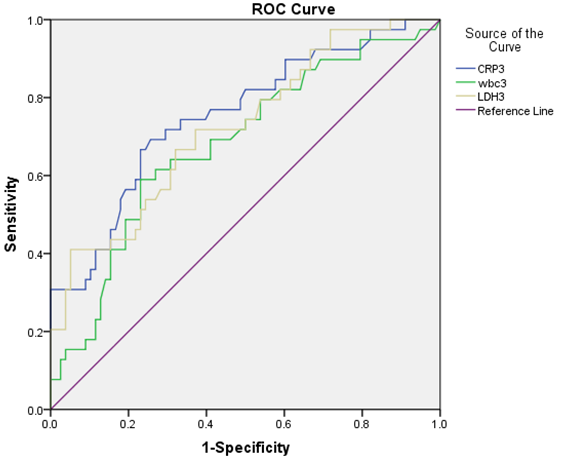 ROC Curve
Source of the
Curve
CRP3
wbc3
LDH3
Reference Line
Sensitivity
1.0
0.8
0.6
0.4
0.2
0.0
0.0 0.2 0.4 0.6 0.8 1.0
1-Specificity